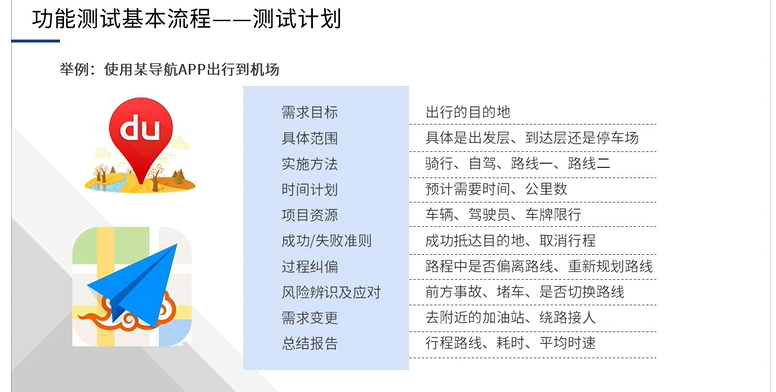 功能测试基本流程——测试计划
举例：使用某导航APP出行到机场
du
需求目标 出行的目的地
具体范围 具体是出发层、到达层还是停车场
实施方法 骑行、自驾、路线一、路线二
时间计划 预计需要时间、公里数
项目资源 车辆、驾驶员、车牌限行
成功/失败准则 成功抵达目的地、取消行程
过程纠偏 路程中是否偏离路线、重新规划路线
风险辨识及应对 前方事故、堵车、是否切换路线
需求变更 去附近的加油站、绕路接人
总结报告 行程路线、耗时、平均时速